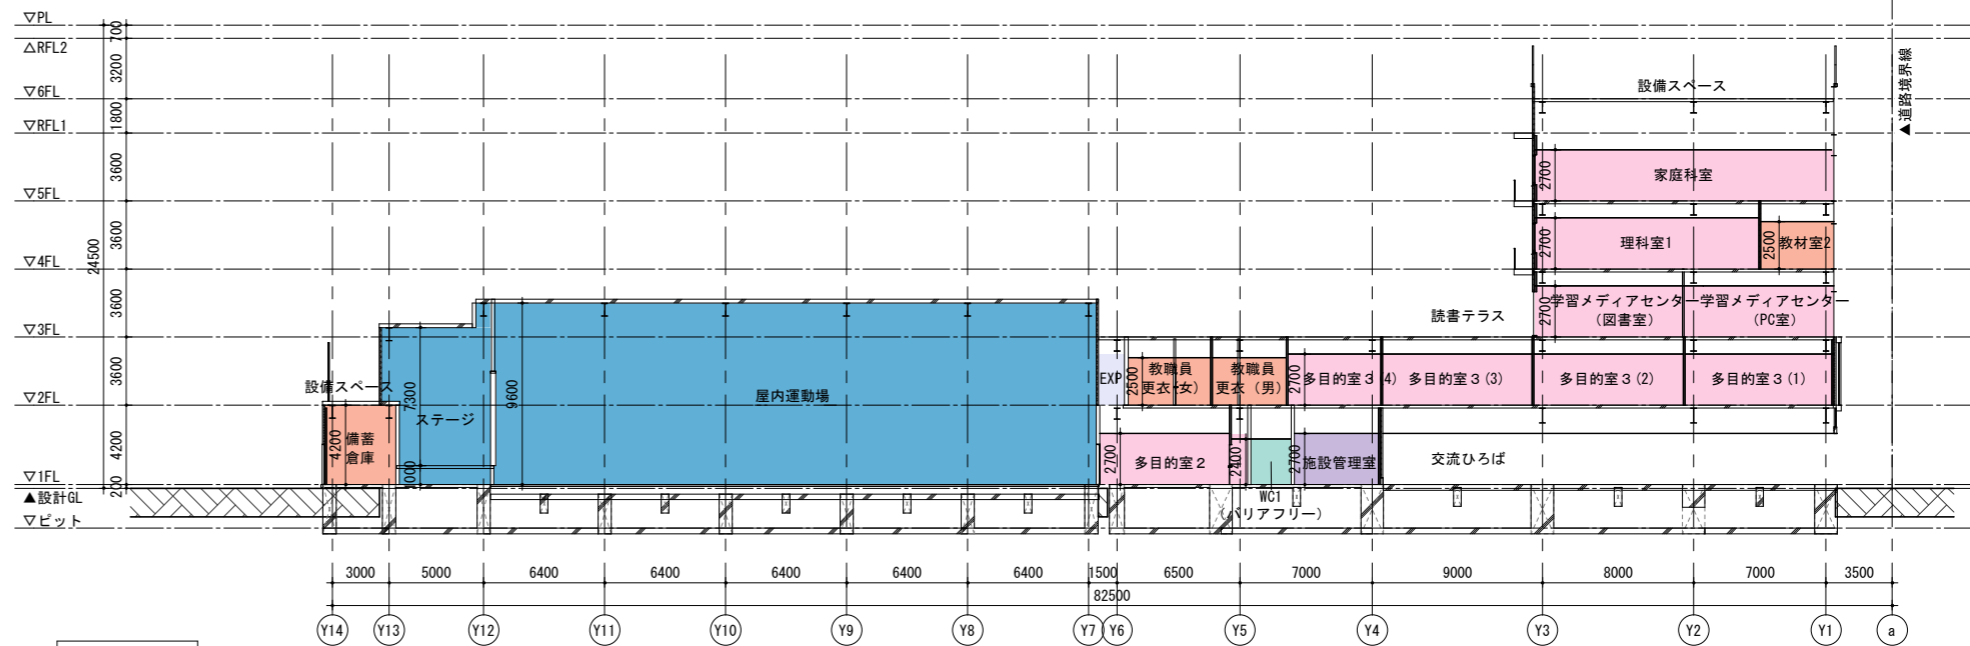 ▽PL
700
△RFL2
3200
▽6FL
1800
▽RFL1
3600
▽5FL
3600
24500
▽4FL
3600
▽3FL
3600
▽2FL
4200
▽1FL
200
▲設計GL
▽ピット
設備スペース
▲道路境界線
2700
家庭科室
2700
理科室1
2500
教材室2
読書テラス
2700
学習メディアセンター
(図書室)
学習メディアセンター
(PC室)
設備スペース
7300
ステージ
9600
屋内運動場
EXP
2500
教職員
更衣(女)
教職員
更衣(男)
2700
多目的室3(4)
多目的室3(3)
多目的室3(2)
多目的室3(1)
4200
備蓄
倉庫
1000
2700
多目的室2
2400
2700
施設管理室
交流ひろば
WC1
(バリアフリー)
3000
5000
6400
6400
6400
6400
6400
1500
6500
7000
9000
8000
7000
3500
82500
Y14
Y13
Y12
Y11
Y10
Y9
Y8
Y7
Y6
Y5
Y4
Y3
Y2
Y1
a